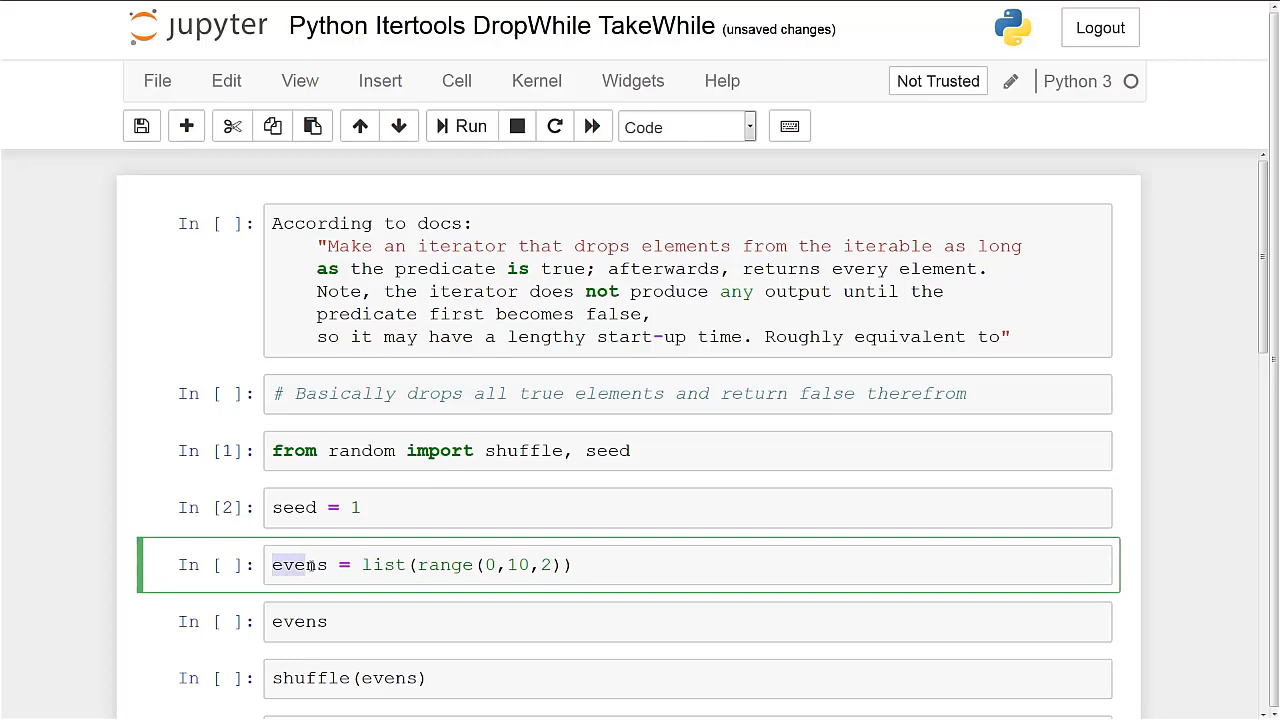 jupyter Python Itertools DropWhile TakeWhile (unsaved changes) Logout
File Edit View Insert Cell Kernel Widgets Help Not Trusted Python 3
Run Code
In [ ]: According to docs:
"Make an iterator that drops elements from the iterable as long
as the predicate is true; afterwards, returns every element.
Note, the iterator does not produce any output until the
predicate first becomes false,
so it may have a lengthy start-up time. Roughly equivalent to"
In [ ]: # Basically drops all true elements and return false therefrom
In [1]: from random import shuffle, seed
In [2]: seed = 1
In [ ]: evens = list(range(0,10,2))
In [ ]: evens
In [ ]: shuffle(evens)